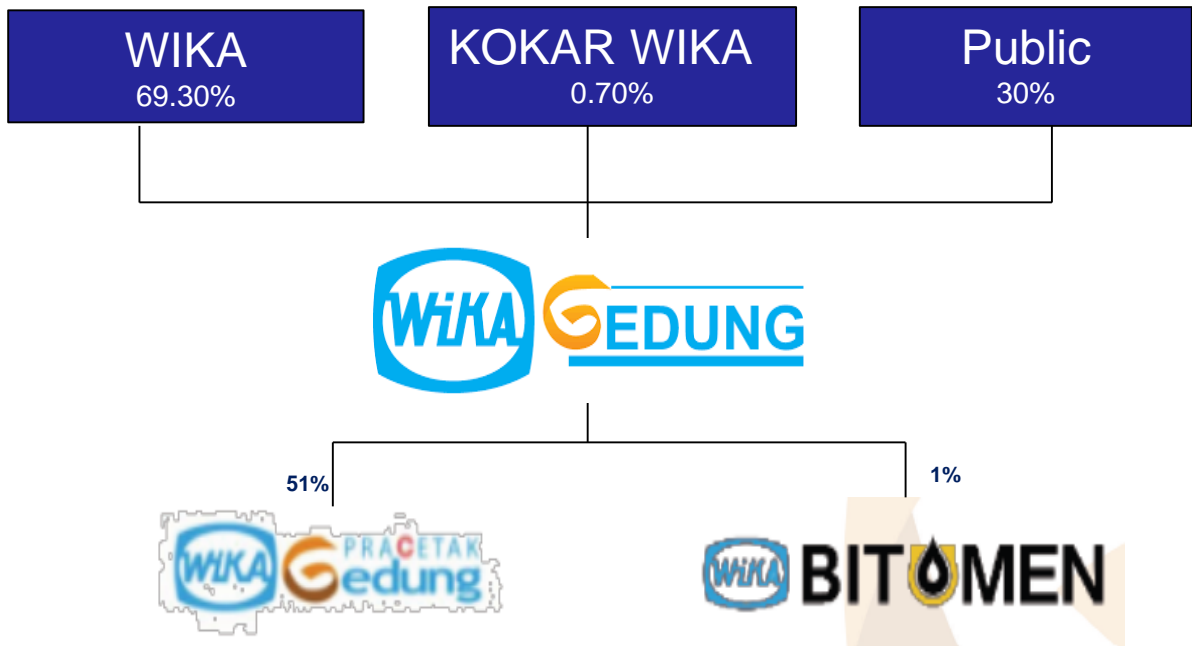 WIKA
69.30%
KOKAR WIKA
0.70%
Public
30%
WiKA GEDUNG
51%
1%
WIKA PRACETAK
Gedung
WiKA BITUMEN